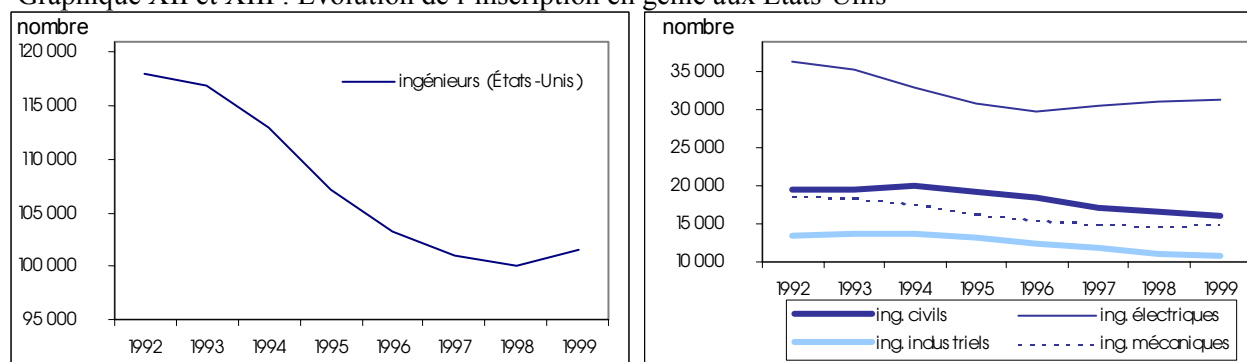 Graphique XII et XIII : Évolution de l'inscription en génie aux États-Unis
nombre
120 000
115 000
110 000
105 000
100 000
95 000
ingénieurs (États-Unis)
1992 1993 1994 1995 1996 1997 1998 1999
nombre
35 000
30 000
25 000
20 000
15 000
10 000
1992 1993 1994 1995 1996 1997 1998 1999
ing. civils ing. électriques
ing. industriels ing. mécaniques